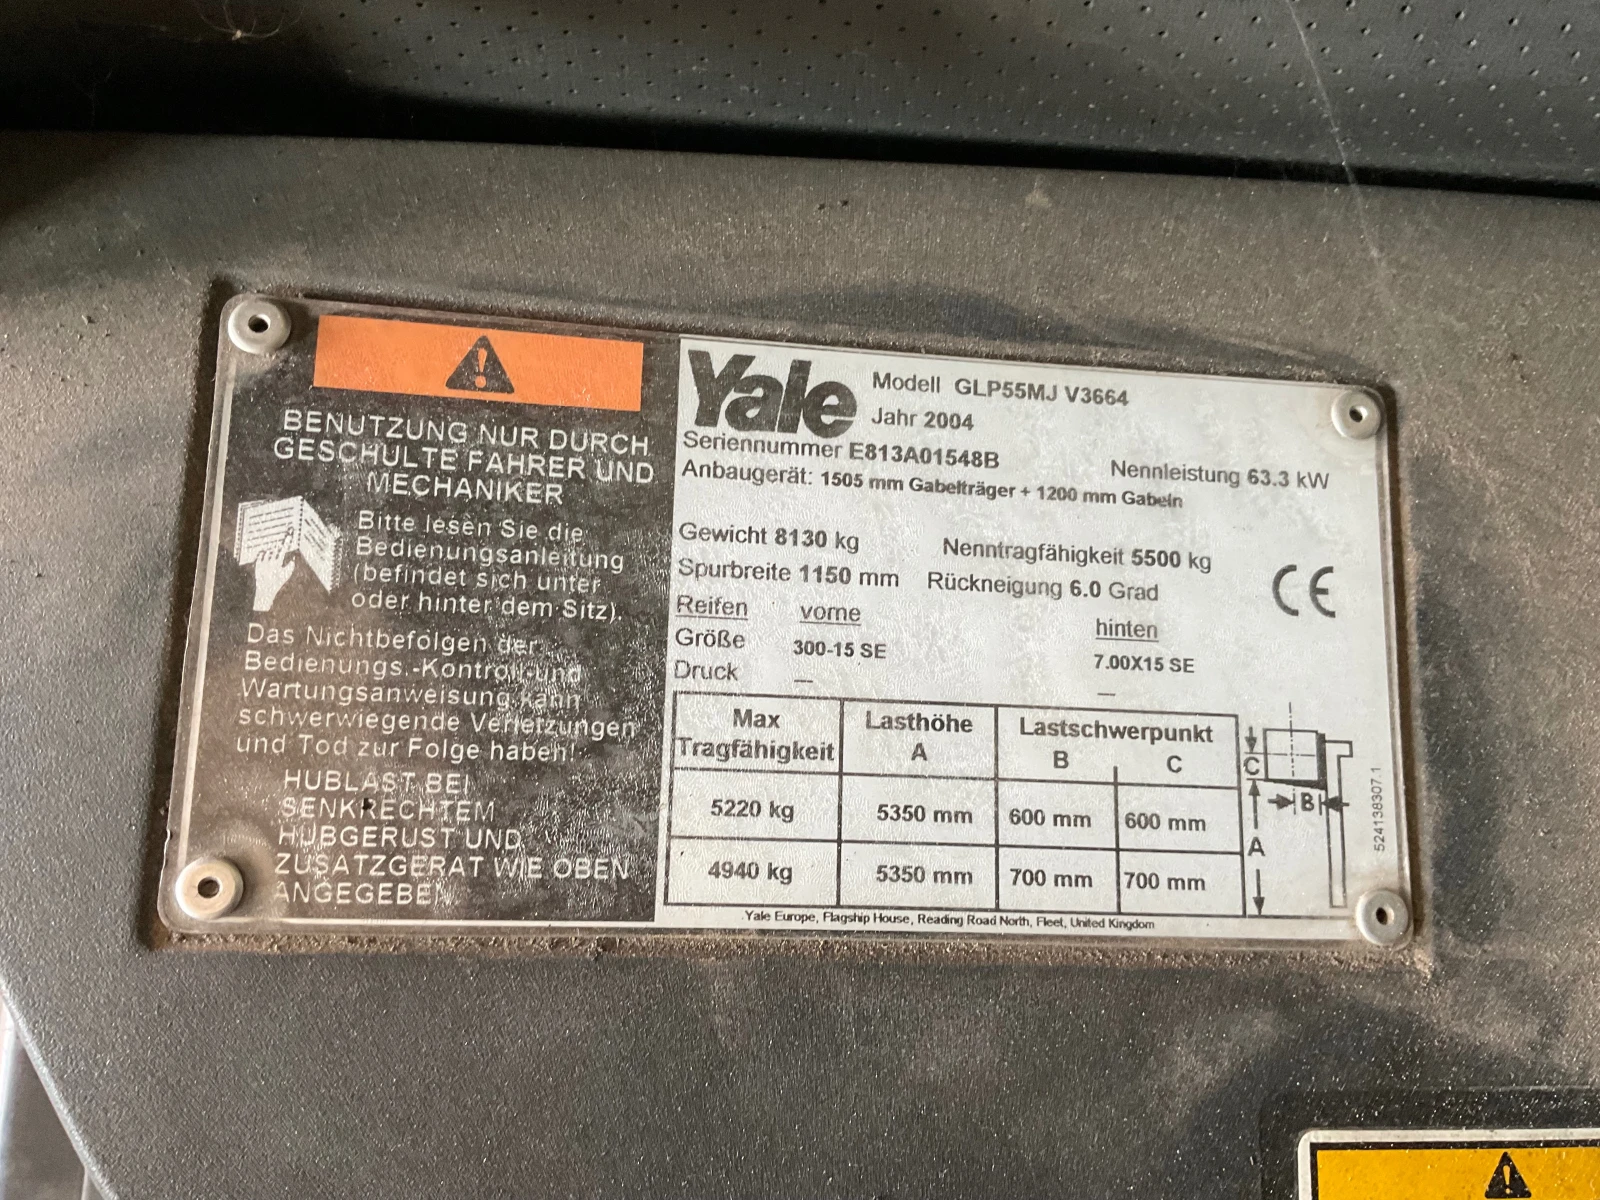 BENUTZUNG NUR DURCH
GESCHULTE FAHRER UND
MECHANIKER
Bitte lesen Sie die
Bedienungsanleitung
(befindet sich unter
oder hinter dem Sitz).
Das Nichtbefolgen der
Bedienungs.-Kontroll-und
Wartungsanweisung kann
schwerwiegende Verletzungen
und Tod zur Folge haben!
HUBLAST BEI
SENKRECHTEM
HUBGERUST UND
ZUSATZGERAT WIE OBEN
ANGEGEBEN
Yale
Modell GLP55MJ V3664
Jahr 2004
Seriennummer E813A01548B
Nennleistung 63.3 kW
Anbaugerät: 1505 mm Gabelträger + 1200 mm Gabeln
Gewicht 8130 kg Nenntragfähigkeit 5500 kg
Spurbreite 1150 mm Rückneigung 6.0 Grad
CE
Reifen vorne hinten
Größe 300-15 SE 7.00X15 SE
Druck — —
Max Lasthöhe Lastschwerpunkt
Tragfähigkeit A B C
5220 kg 5350 mm 600 mm 600 mm
4940 kg 5350 mm 700 mm 700 mm
C
B
A
524138307.1
Yale Europe, Flagship House, Reading Road North, Fleet, United Kingdom